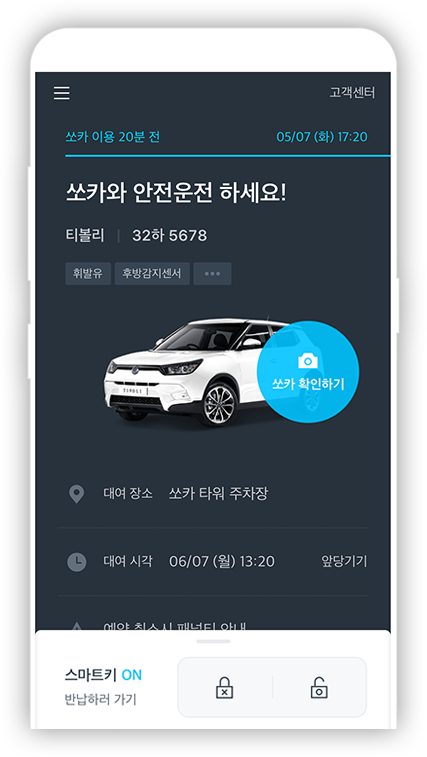 고객센터
쏘카 이용 20분 전 05/07 (화) 17:20
쏘카와 안전운전 하세요!
티볼리 | 32하 5678
휘발유 후방감지센서 •••
TIVOLI
쏘카 확인하기
대여 장소 쏘카 타워 주차장
대여 시각 06/07 (월) 13:20 앞당기기
예약 취소시 패널티 안내
스마트키 ON
반납하러 가기